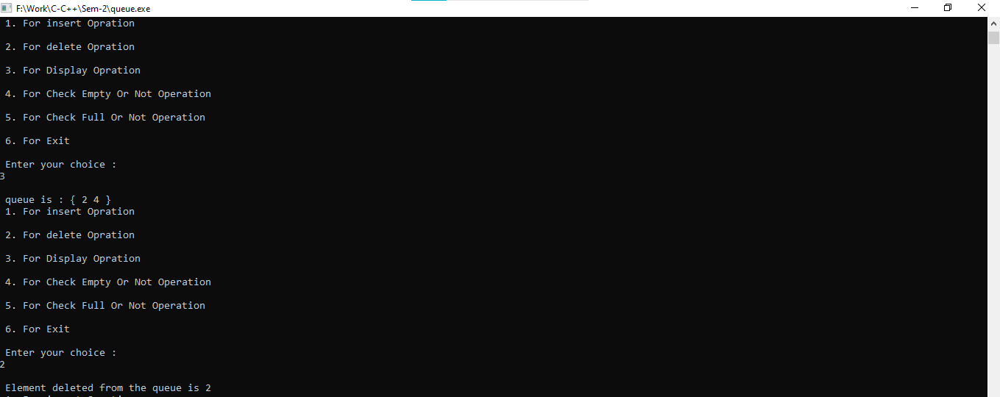 F:\Work\C-C++\Sem-2\queue.exe
1. For insert Opration
2. For delete Opration
3. For Display Opration
4. For Check Empty Or Not Operation
5. For Check Full Or Not Operation
6. For Exit
Enter your choice :
3
queue is : { 2 4 }
1. For insert Opration
2. For delete Opration
3. For Display Opration
4. For Check Empty Or Not Operation
5. For Check Full Or Not Operation
6. For Exit
Enter your choice :
2
Element deleted from the queue is 2